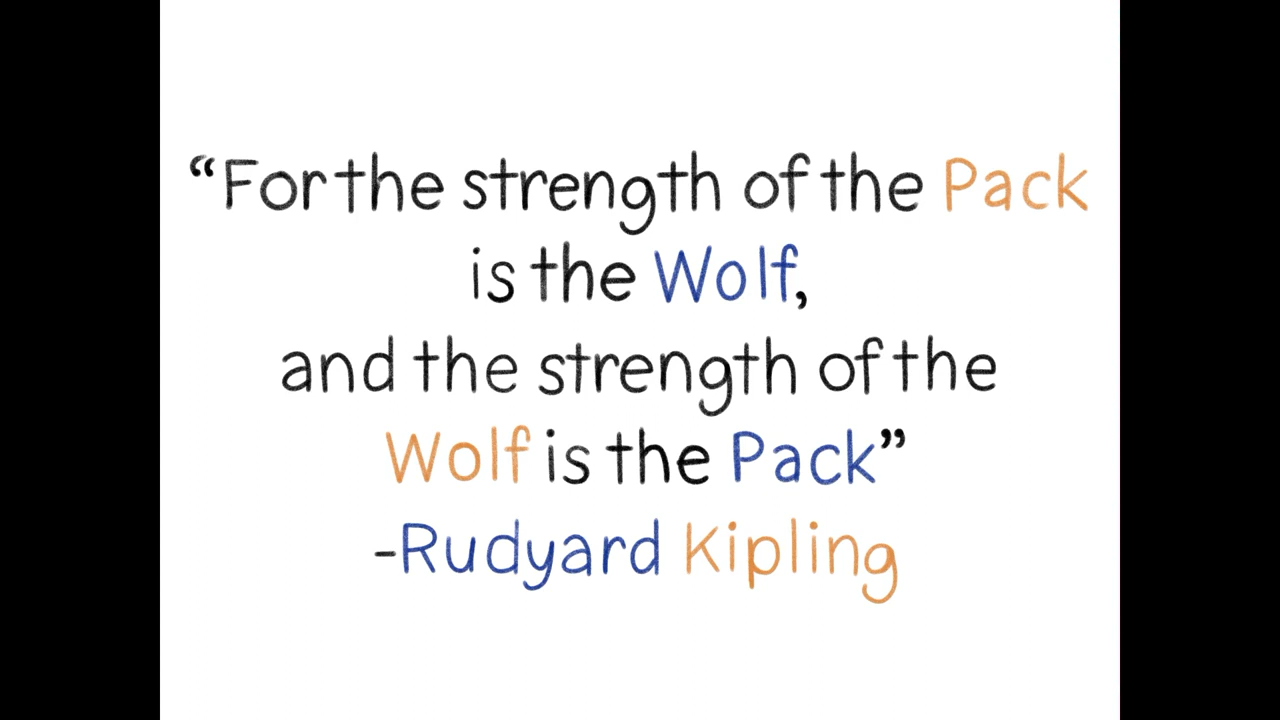 “For the strength of the Pack
is the Wolf,
and the strength of the
Wolf is the Pack”
-Rudyard Kipling